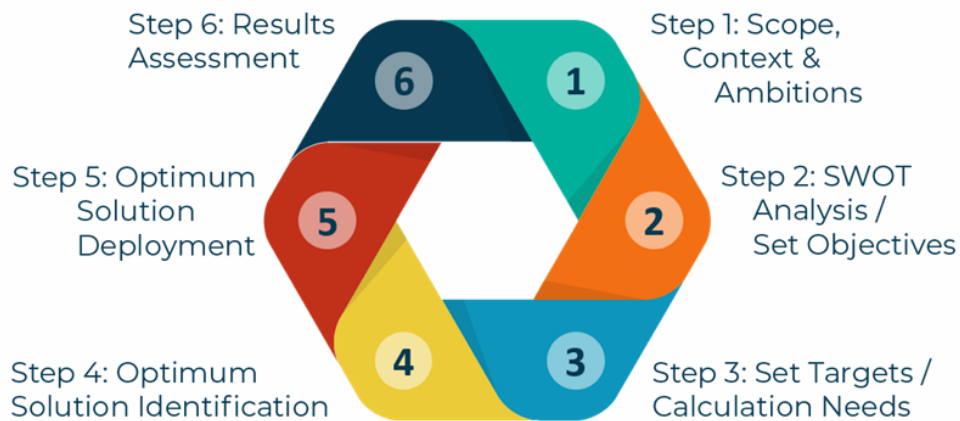 Step 1: Scope,
Context &
Ambitions
Step 2: SWOT
Analysis /
Set Objectives
Step 3: Set Targets /
Calculation Needs
Step 4: Optimum
Solution Identification
Step 5: Optimum
Solution
Deployment
Step 6: Results
Assessment
1
2
3
4
5
6